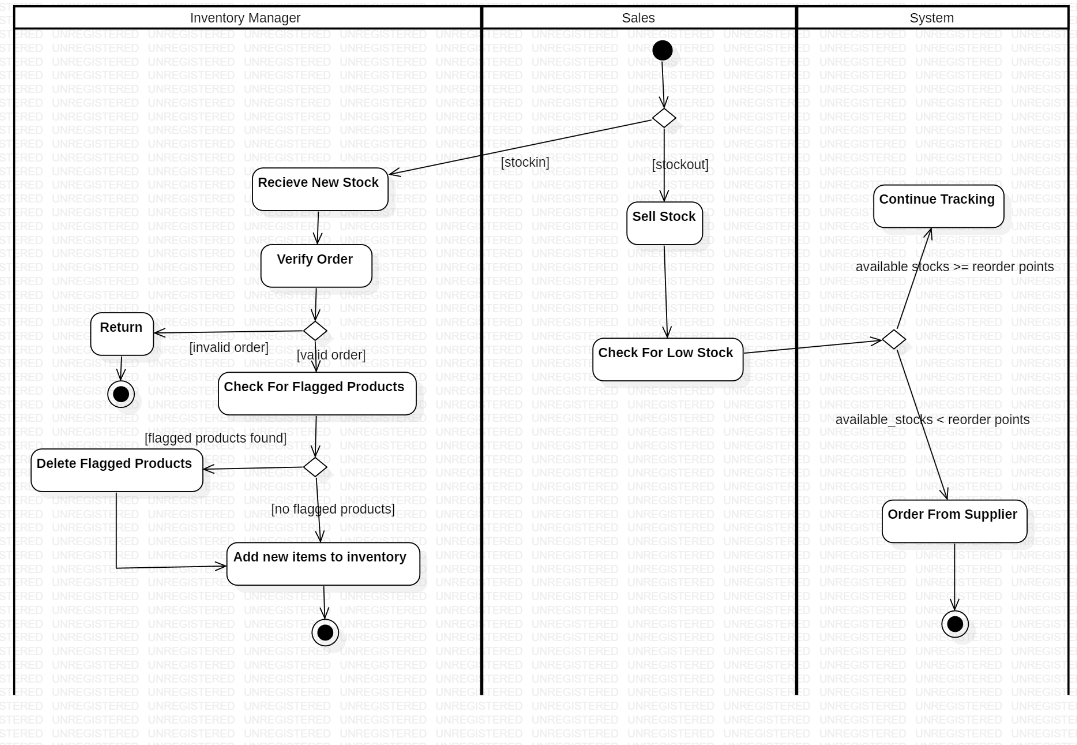 Inventory Manager
Sales
System
[stockin]
[stockout]
Recieve New Stock
Sell Stock
Continue Tracking
Verify Order
available stocks >= reorder points
Return
[invalid order]
[valid order]
Check For Low Stock
Check For Flagged Products
available_stocks < reorder points
[flagged products found]
Delete Flagged Products
[no flagged products]
Order From Supplier
Add new items to inventory
UNREGISTERED